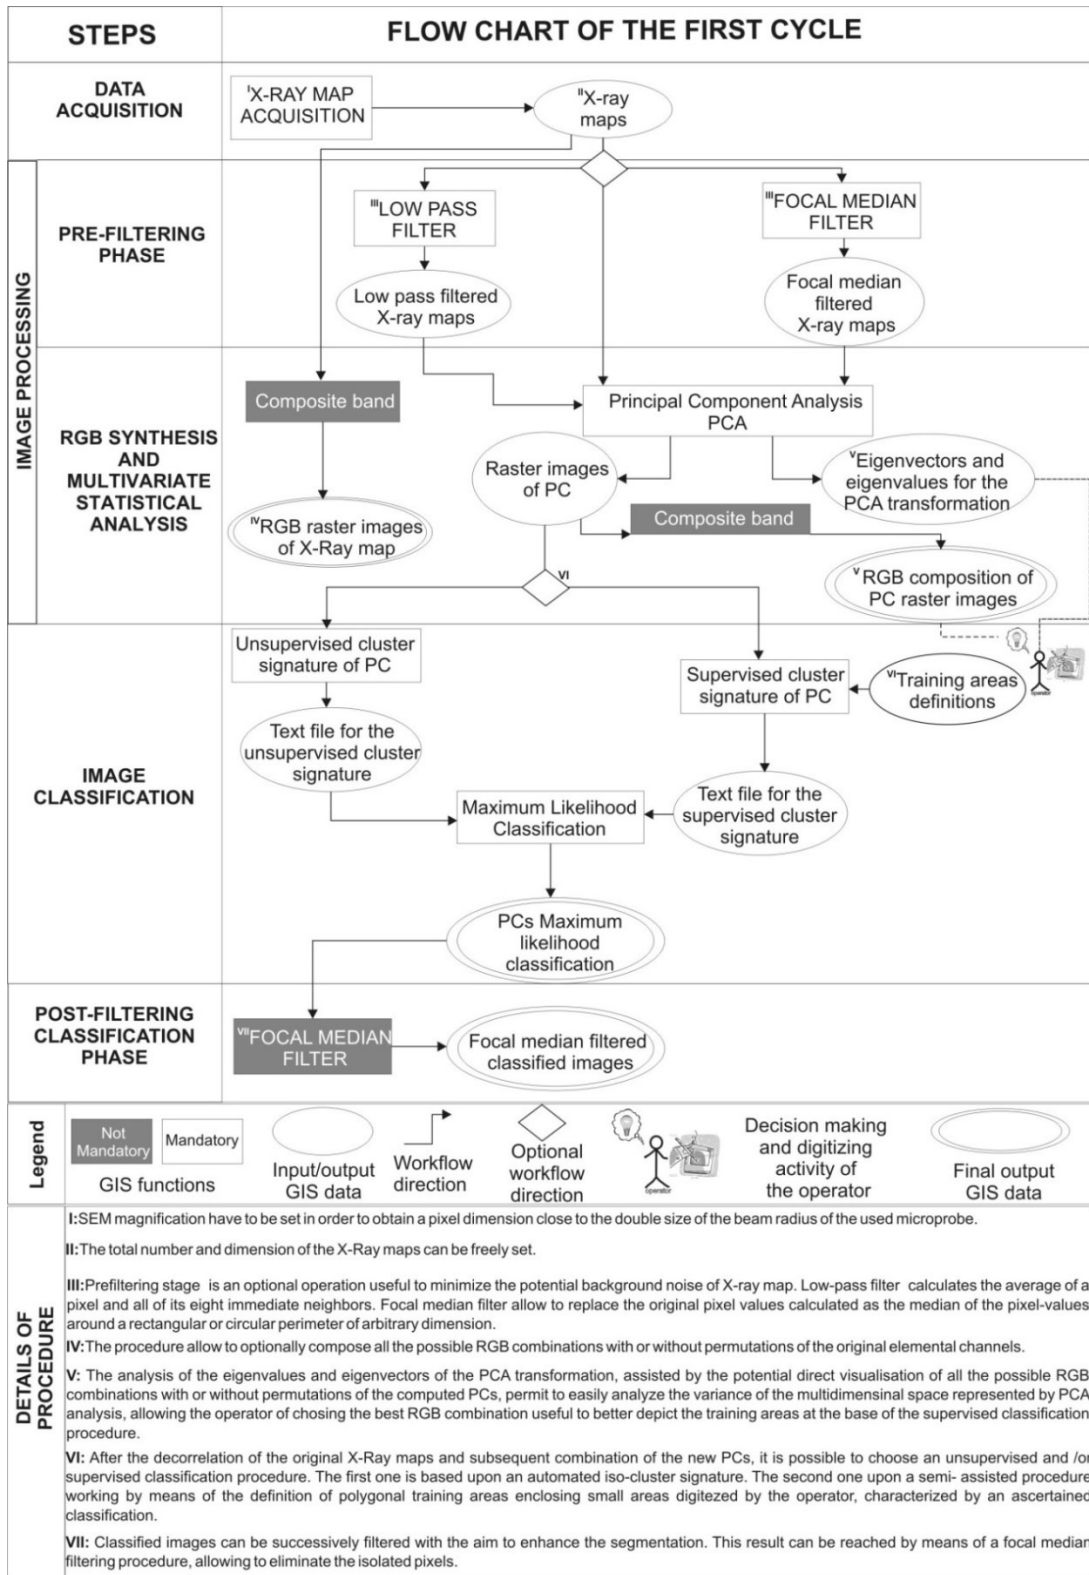 STEPS
FLOW CHART OF THE FIRST CYCLE
DATA
ACQUISITION
IX-RAY MAP
ACQUISITION
IIX-ray
maps
IMAGE PROCESSING
PRE-FILTERING
PHASE
IIILOW PASS
FILTER
IIIFOCAL MEDIAN
FILTER
Low pass filtered
X-ray maps
Focal median
filtered
X-ray maps
RGB SYNTHESIS
AND
MULTIVARIATE
STATISTICAL
ANALYSIS
Composite band
Principal Component Analysis
PCA
Raster images
of PC
VEigenvectors and
eigenvalues for the
PCA transformation
IVRGB raster images
of X-Ray map
Composite band
VRGB composition of
PC raster images
VI
IMAGE
CLASSIFICATION
Unsupervised cluster
signature of PC
Supervised cluster
signature of PC
VITraining areas
definitions
operator
Text file for the
unsupervised cluster
signature
Text file for the
supervised cluster
signature
Maximum Likelihood
Classification
PCs Maximum
likelihood
classification
POST-FILTERING
CLASSIFICATION
PHASE
VIIFOCAL MEDIAN
FILTER
Focal median filtered
classified images
Legend
Not
Mandatory
Mandatory
GIS functions
Input/output
GIS data
Workflow
direction
Optional
workflow
direction
operator
Decision making
and digitizing
activity of
the operator
Final output
GIS data
DETAILS OF
PROCEDURE
I:SEM magnification have to be set in order to obtain a pixel dimension close to the double size of the beam radius of the used microprobe.
II:The total number and dimension of the X-Ray maps can be freely set.
III:Prefiltering stage is an optional operation useful to minimize the potential background noise of X-ray map. Low-pass filter calculates the average of a
pixel and all of its eight immediate neighbors. Focal median filter allow to replace the original pixel values calculated as the median of the pixel-values
around a rectangular or circular perimeter of arbitrary dimension.
IV:The procedure allow to optionally compose all the possible RGB combinations with or without permutations of the original elemental channels.
V: The analysis of the eigenvalues and eigenvectors of the PCA transformation, assisted by the potential direct visualisation of all the possible RGB
combinations with or without permutations of the computed PCs, permit to easily analyze the variance of the multidimensinal space represented by PCA
analysis, allowing the operator of chosing the best RGB combination useful to better depict the training areas at the base of the supervised classification
procedure.
VI: After the decorrelation of the original X-Ray maps and subsequent combination of the new PCs, it is possible to choose an unsupervised and /or
supervised classification procedure. The first one is based upon an automated iso-cluster signature. The second one upon a semi- assisted procedure
working by means of the definition of polygonal training areas enclosing small areas digitezed by the operator, characterized by an ascertained
classification.
VII: Classified images can be successively filtered with the aim to enhance the segmentation. This result can be reached by means of a focal median
filtering procedure, allowing to eliminate the isolated pixels.